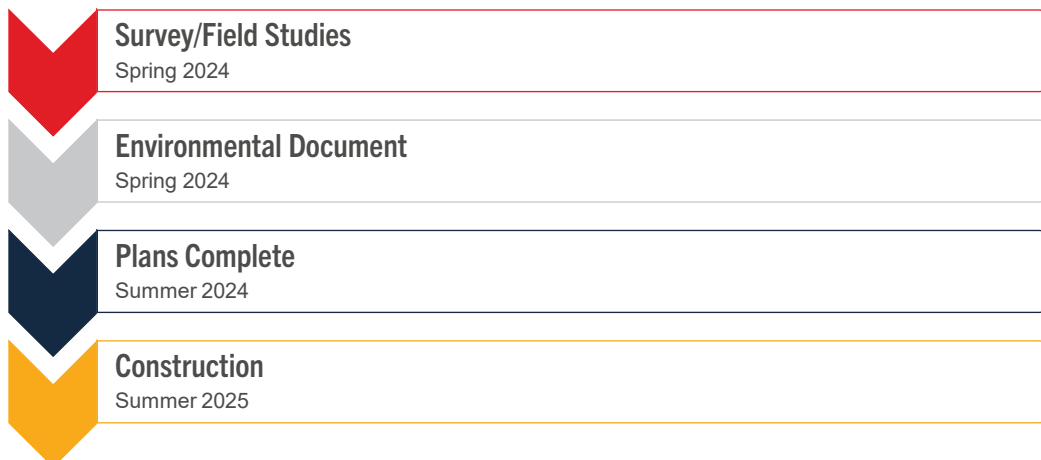 Survey/Field Studies
Spring 2024
Environmental Document
Spring 2024
Plans Complete
Summer 2024
Construction
Summer 2025